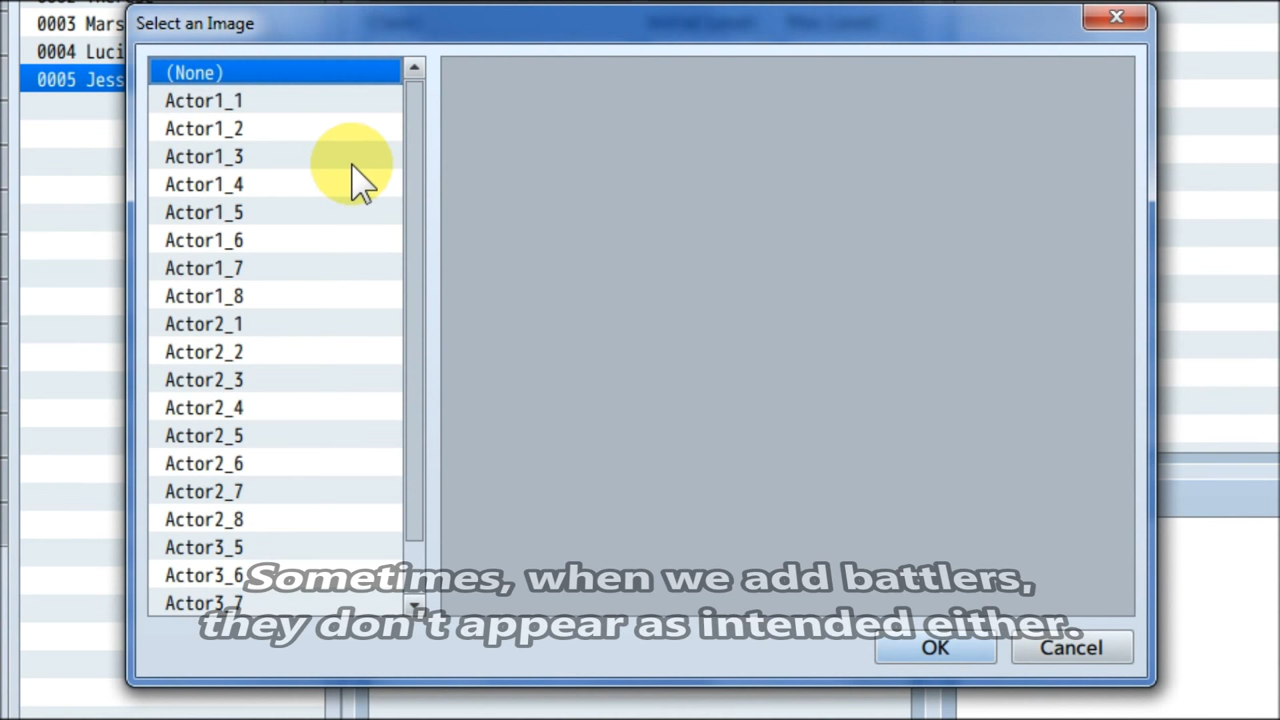 Select an Image
0003 Mars
0004 Luci
0005 Jess
(None)
Actor1_1
Actor1_2
Actor1_3
Actor1_4
Actor1_5
Actor1_6
Actor1_7
Actor1_8
Actor2_1
Actor2_2
Actor2_3
Actor2_4
Actor2_5
Actor2_6
Actor2_7
Actor2_8
Actor3_5
Actor3_6
Actor3_7
Sometimes, when we add battlers,
they don't appear as intended either.
OK
Cancel